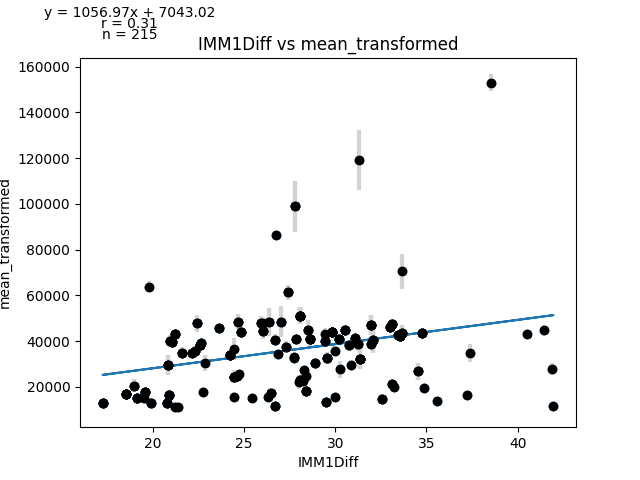 y = 1056.97x + 7043.02
r = 0.31
n = 215
IMM1Diff vs mean_transformed
160000
140000
120000
100000
80000
60000
40000
20000
mean_transformed
20
25
30
35
40
IMM1Diff